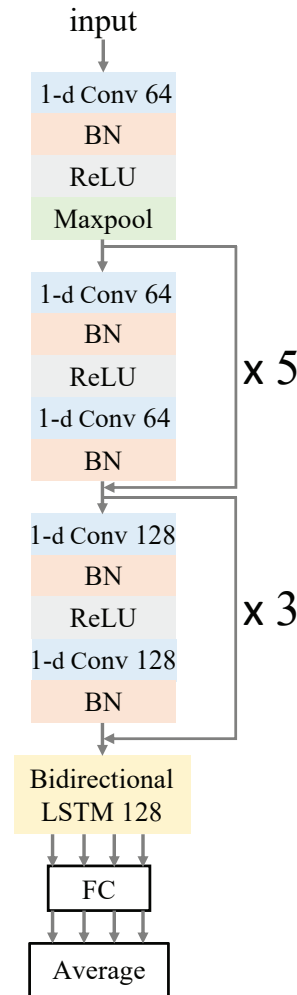 input
1-d Conv 64
BN
ReLU
Maxpool
1-d Conv 64
BN
ReLU
1-d Conv 64
BN
x 5
1-d Conv 128
BN
ReLU
1-d Conv 128
BN
x 3
Bidirectional
LSTM 128
FC
Average